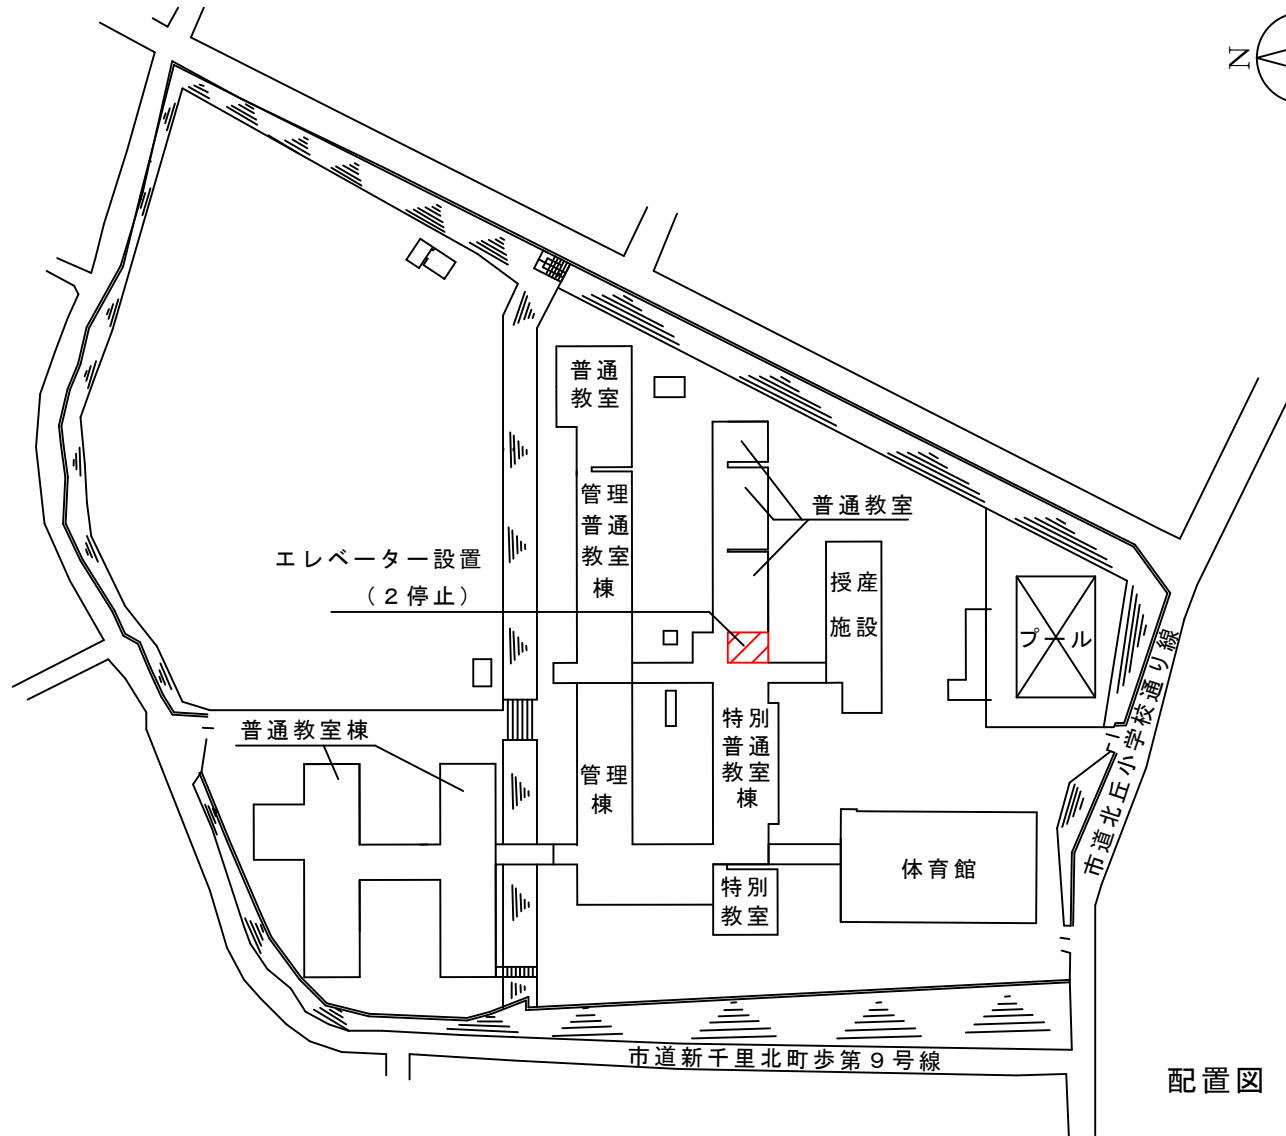 N
普通
教室
管理
普通
教室
棟
普通教室
エレベーター設置
（２停止）
授産
施設
プール
普通教室棟
特別
普通
教室
棟
管理
棟
体育館
特別
教室
市道北丘小学校通り線
市道新千里北町歩第９号線
配置図